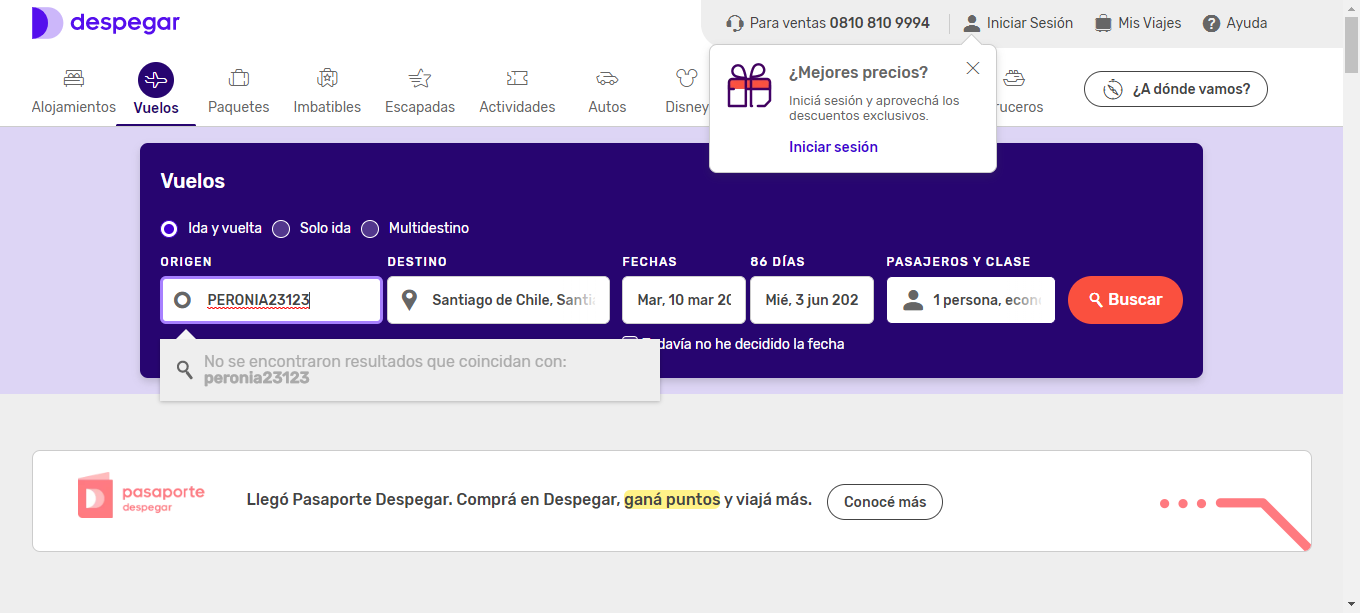 despegar
Para ventas 0810 810 9994
Iniciar Sesión
Mis Viajes
Ayuda
Alojamientos
Vuelos
Paquetes
Imbatibles
Escapadas
Actividades
Autos
Disney
ruceros
¿A dónde vamos?
¿Mejores precios?
Iniciá sesión y aprovechá los
descuentos exclusivos.
Iniciar sesión
Vuelos
Ida y vuelta
Solo ida
Multidestino
ORIGEN
DESTINO
FECHAS
86 DÍAS
PASAJEROS Y CLASE
PERONIA23123
Santiago de Chile, Santi
Mar, 10 mar 20
Mié, 3 jun 202
1 persona, econ
Buscar
davía no he decidido la fecha
No se encontraron resultados que coincidan con:
peronia23123
pasaporte
despegar
Llegó Pasaporte Despegar. Comprá en Despegar, ganá puntos y viajá más.
Conocé más